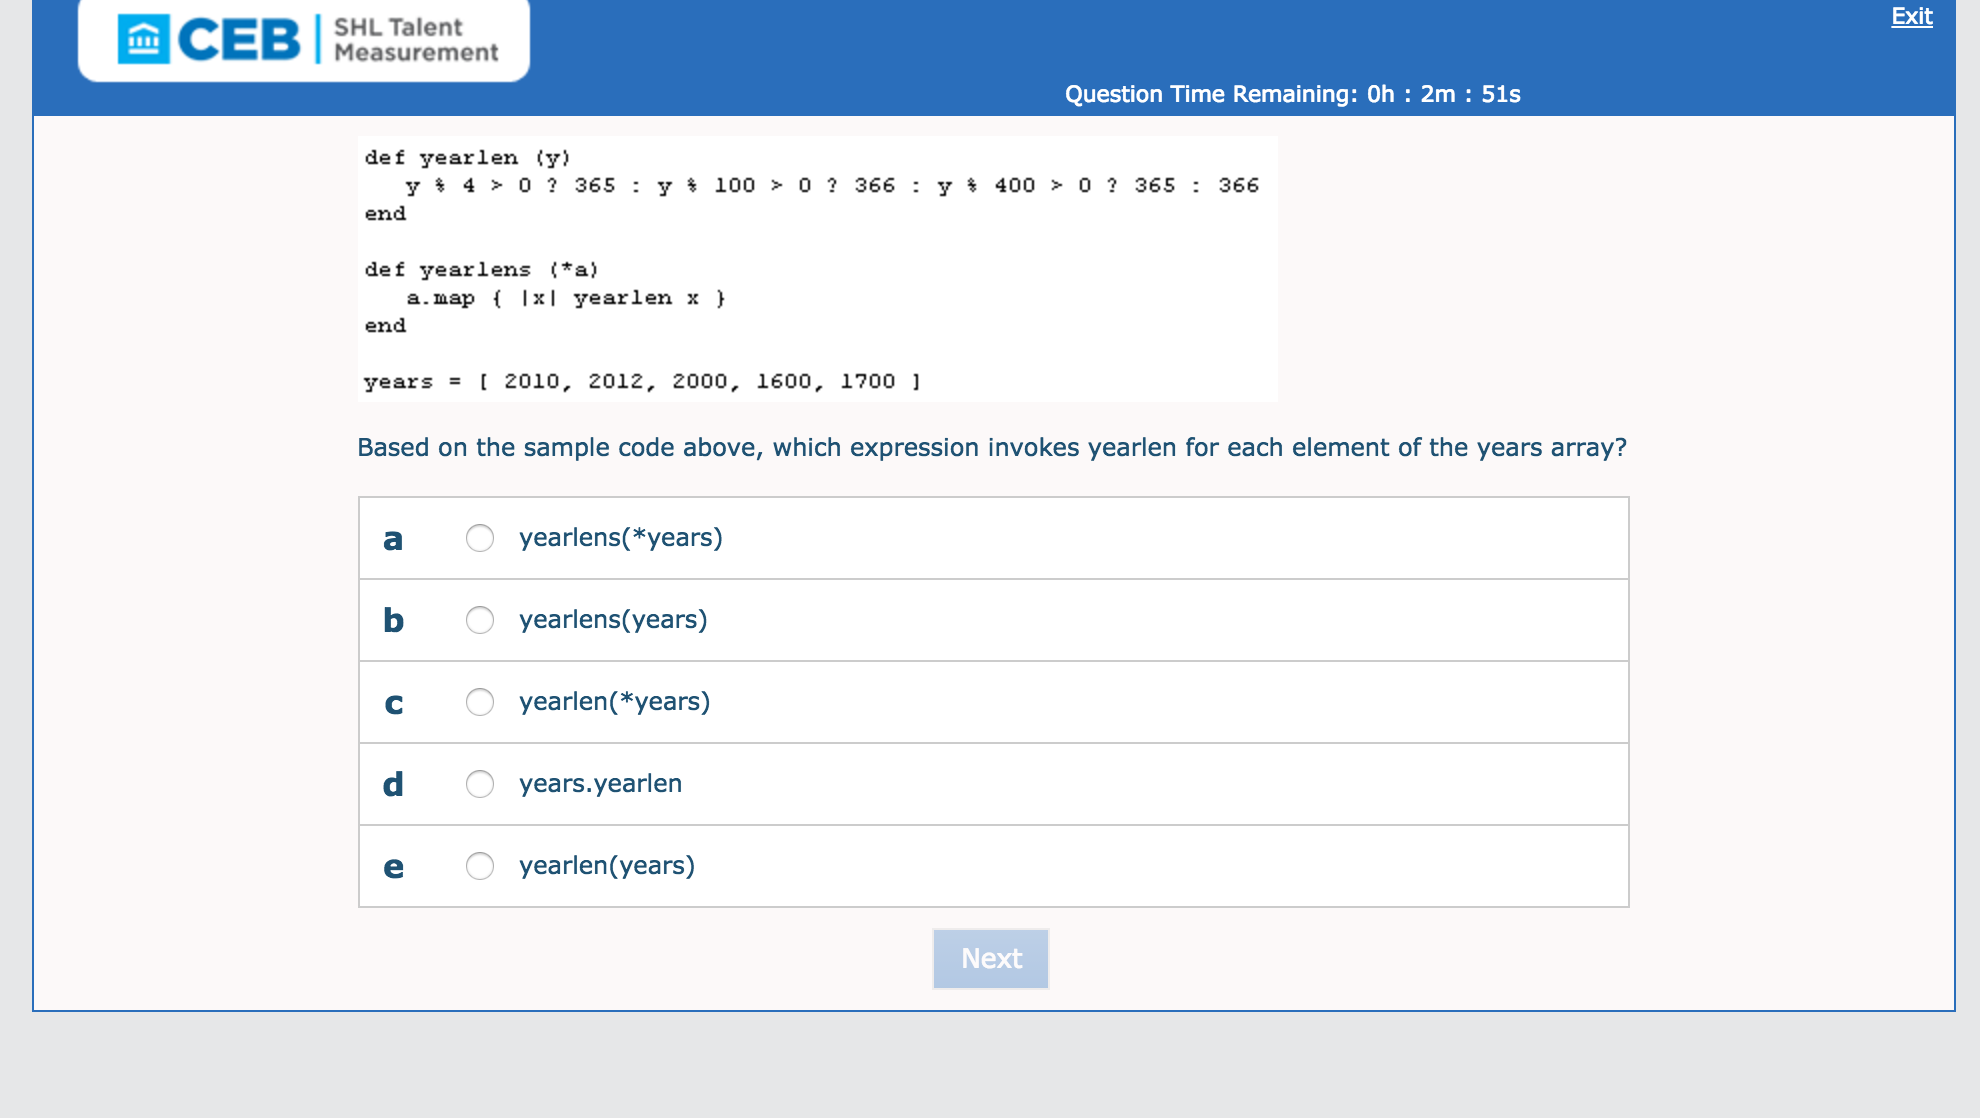 CEB
SHL Talent
Measurement
Exit
Question Time Remaining: 0h : 2m : 51s
def yearlen (y)
y % 4 > 0 ? 365 : y % 100 > 0 ? 366 : y % 400 > 0 ? 365 : 366
end
def yearlens (*a)
a.map { |x| yearlen x }
end
years = [ 2010, 2012, 2000, 1600, 1700 ]
Based on the sample code above, which expression invokes yearlen for each element of the years array?
a yearlens(*years)
b yearlens(years)
c yearlen(*years)
d years.yearlen
e yearlen(years)
Next